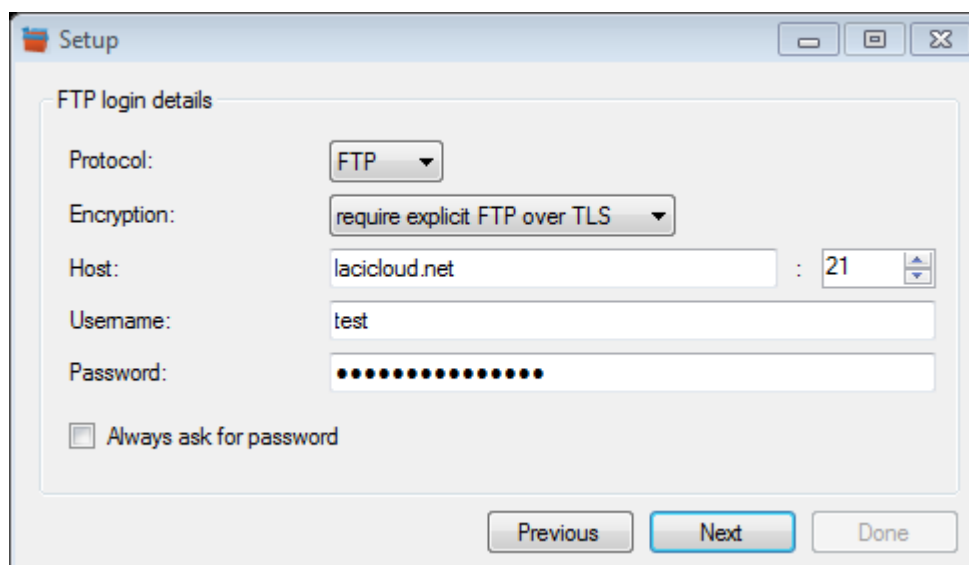 Setup
FTP login details
Protocol: FTP
Encryption: require explicit FTP over TLS
Host: lacicloud.net : 21
Username: test
Password: ●●●●●●●●●●●●●●●
Always ask for password
Previous Next Done